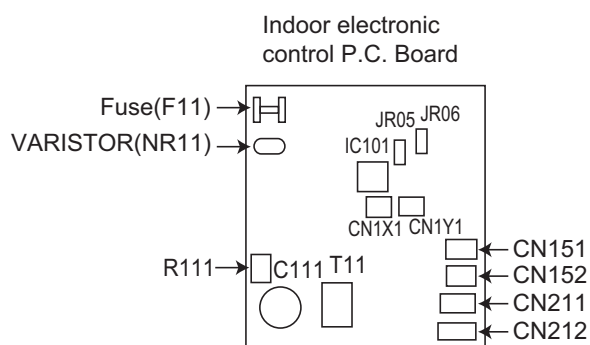 Indoor electronic
control P.C. Board
Fuse(F11)
JR05 JR06
VARISTOR(NR11)
IC101
CN1X1 CN1Y1
CN151
R111
C111 T11
CN152
CN211
CN212